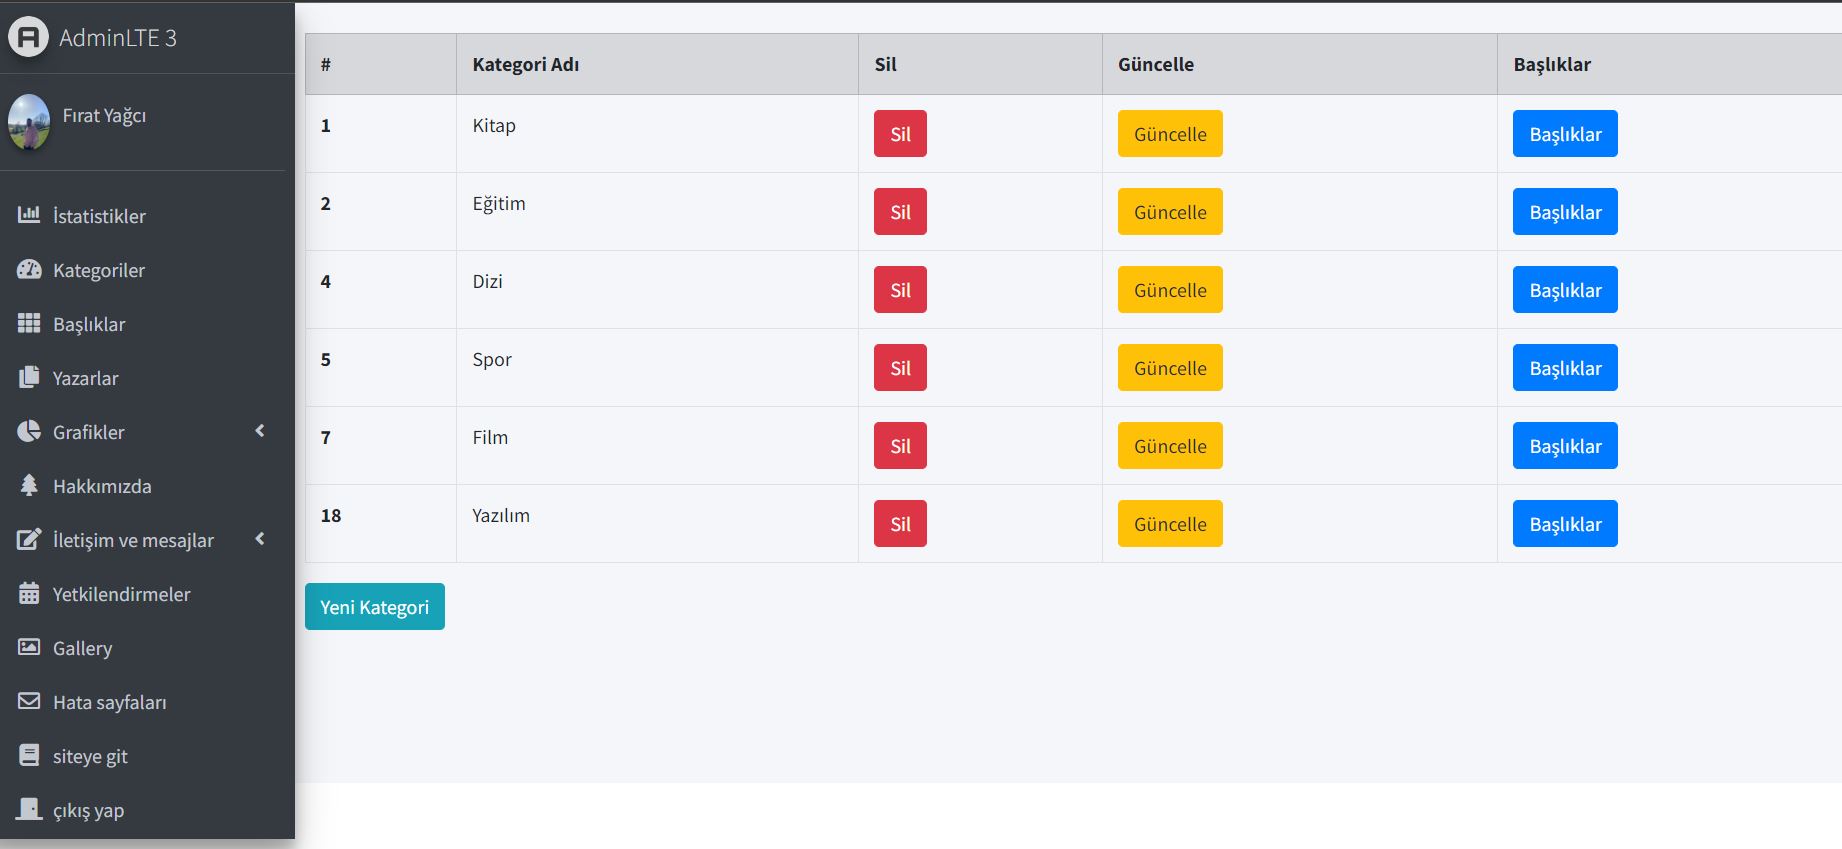 AdminLTE 3
Fırat Yağcı
İstatistikler
Kategoriler
Başlıklar
Yazarlar
Grafikler
Hakkımızda
İletişim ve mesajlar
Yetkilendirmeler
Gallery
Hata sayfaları
siteye git
çıkış yap
# Kategori Adı Sil Güncelle Başlıklar
1 Kitap Sil Güncelle Başlıklar
2 Eğitim Sil Güncelle Başlıklar
4 Dizi Sil Güncelle Başlıklar
5 Spor Sil Güncelle Başlıklar
7 Film Sil Güncelle Başlıklar
18 Yazılım Sil Güncelle Başlıklar
Yeni Kategori